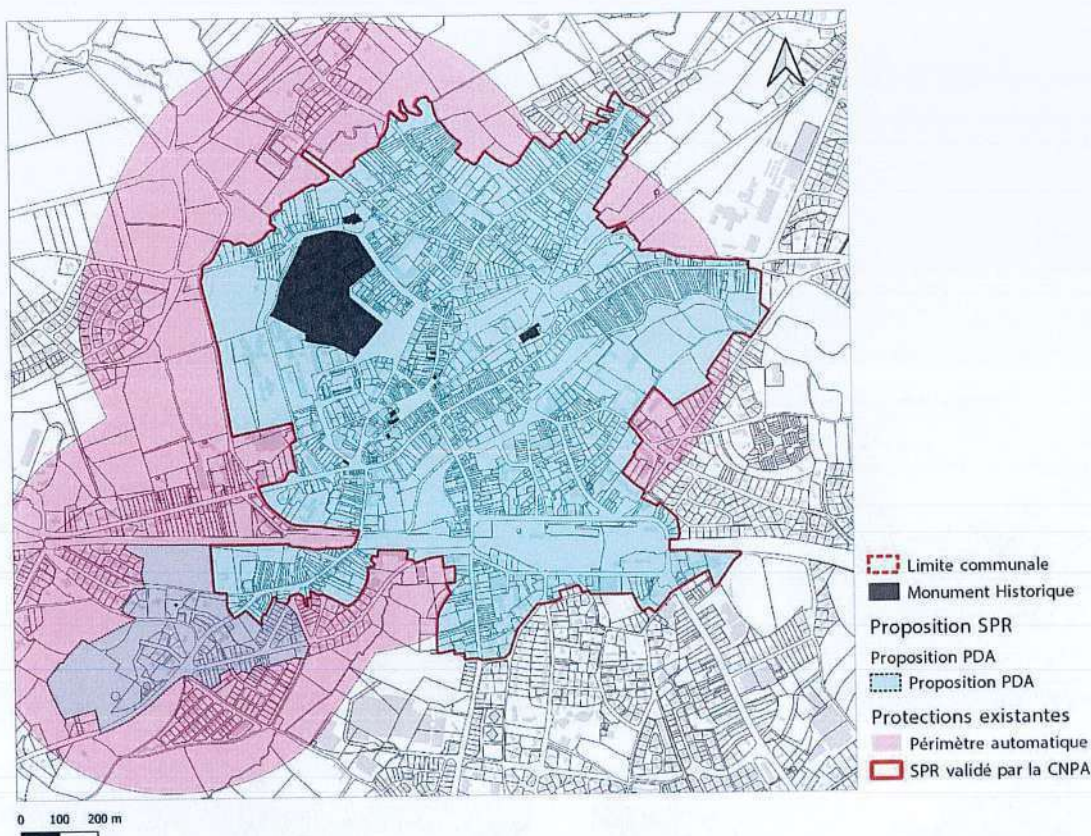 Limite communale
Monument Historique
Proposition SPR
Proposition PDA
Proposition PDA
Protections existantes
Périmètre automatique
SPR validé par la CNPA
0 100 200 m